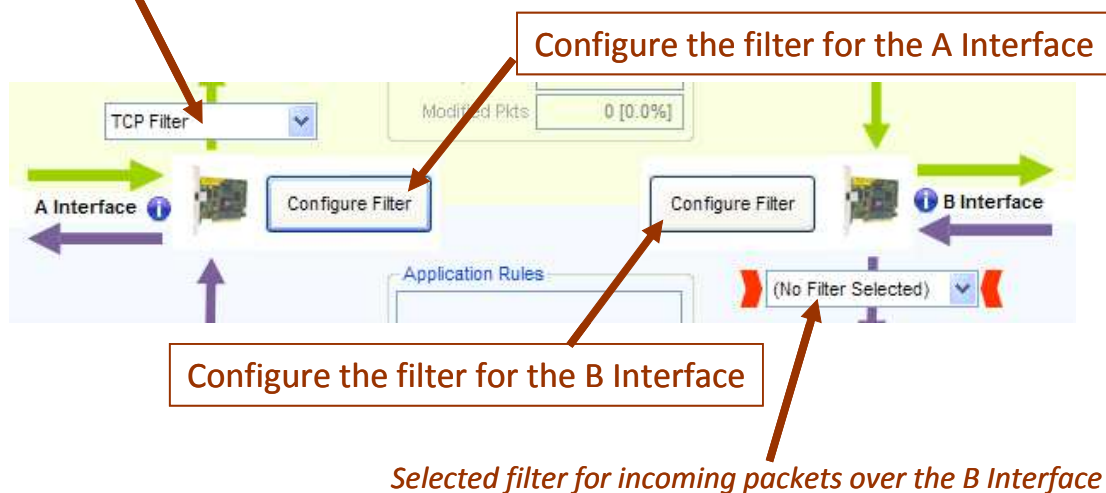 Configure the filter for the A Interface
Modified Pkts 0 [0.0%]
TCP Filter
A Interface
Configure Filter
Configure Filter
B Interface
Application Rules
(No Filter Selected)
Configure the filter for the B Interface
Selected filter for incoming packets over the B Interface